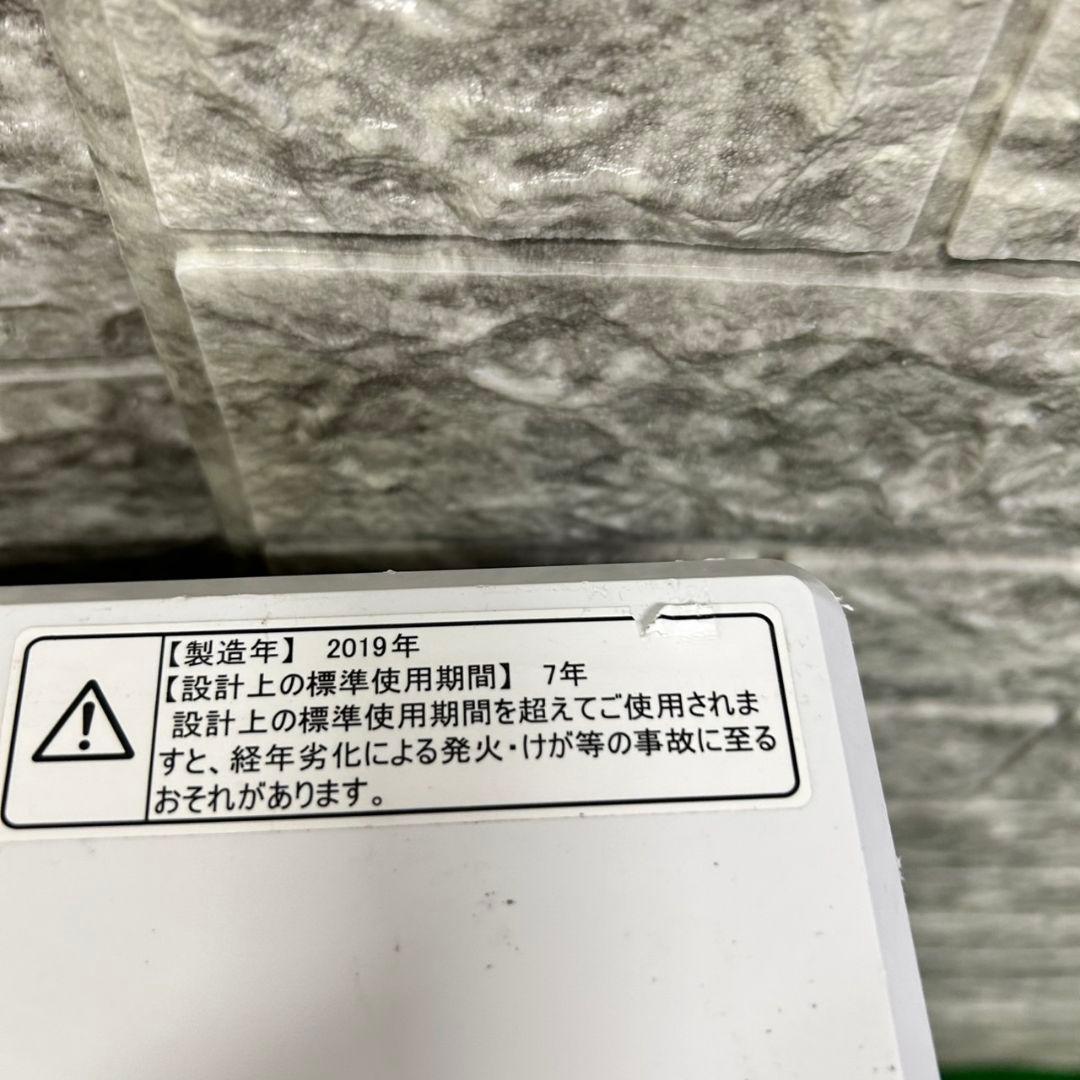 【製造年】 2019年
【設計上の標準使用期間】 7年
設計上の標準使用期間を超えてご使用されま
すと、経年劣化による発火・けが等の事故に至る
おそれがあります。